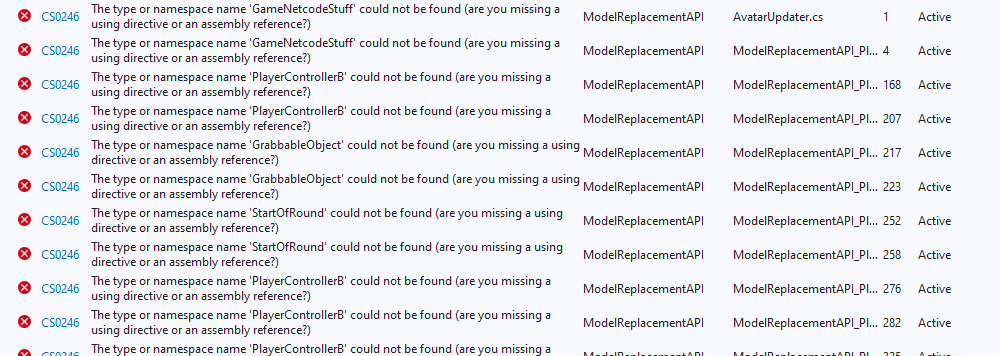 CS0246 The type or namespace name 'GameNetcodeStuff' could not be found (are you missing a ModelReplacementAPI AvatarUpdater.cs 1 Active
using directive or an assembly reference?)
CS0246 The type or namespace name 'GameNetcodeStuff' could not be found (are you missing a ModelReplacementAPI ModelReplacementAPI_Pl... 4 Active
using directive or an assembly reference?)
CS0246 The type or namespace name 'PlayerControllerB' could not be found (are you missing a ModelReplacementAPI ModelReplacementAPI_Pl... 168 Active
using directive or an assembly reference?)
CS0246 The type or namespace name 'PlayerControllerB' could not be found (are you missing a ModelReplacementAPI ModelReplacementAPI_Pl... 207 Active
using directive or an assembly reference?)
CS0246 The type or namespace name 'GrabbableObject' could not be found (are you missing a using ModelReplacementAPI ModelReplacementAPI_Pl... 217 Active
directive or an assembly reference?)
CS0246 The type or namespace name 'GrabbableObject' could not be found (are you missing a using ModelReplacementAPI ModelReplacementAPI_Pl... 223 Active
directive or an assembly reference?)
CS0246 The type or namespace name 'StartOfRound' could not be found (are you missing a using ModelReplacementAPI ModelReplacementAPI_Pl... 252 Active
directive or an assembly reference?)
CS0246 The type or namespace name 'StartOfRound' could not be found (are you missing a using ModelReplacementAPI ModelReplacementAPI_Pl... 258 Active
directive or an assembly reference?)
CS0246 The type or namespace name 'PlayerControllerB' could not be found (are you missing a ModelReplacementAPI ModelReplacementAPI_Pl... 276 Active
using directive or an assembly reference?)
CS0246 The type or namespace name 'PlayerControllerB' could not be found (are you missing a ModelReplacementAPI ModelReplacementAPI_Pl... 282 Active
using directive or an assembly reference?)
The type or namespace name 'PlayerControllerB' could not be found (are you missing a